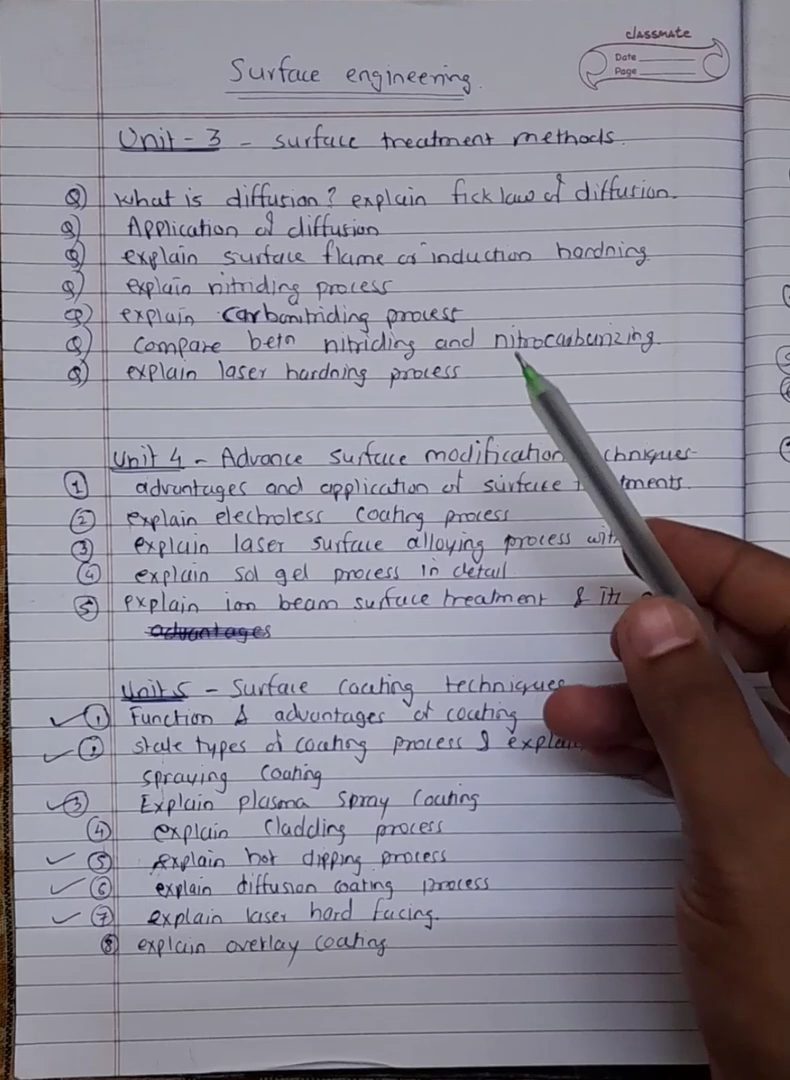 classmate
Date
Page
Surface engineering
Unit - 3 - surface treatment methods.
Q) what is diffusion? explain fick law of diffusion.
Q) Application of diffusion
Q) explain surface flame or induction hardning
Q) explain nitriding process
Q) explain carbonitriding process
Q) compare betn nitriding and nitrocarburizing.
Q) explain laser hardning process
Unit 4 - Advance surface modification chniques
① advantages and application of surface tments.
② explain electroless coating process
③ explain laser surface alloying process with
④ explain sol gel process in detail
⑤ explain ion beam surface treatment & its
advantages
Unit 5 - Surface coating techniques
① Function & advantages of coating
state types of coating process & explain
spraying coating
③ Explain plasma spray coating
④ explain cladding process
⑤ explain hot dipping process
⑥ explain diffusion coating process
⑦ explain laser hard facing.
⑧ explain overlay coating